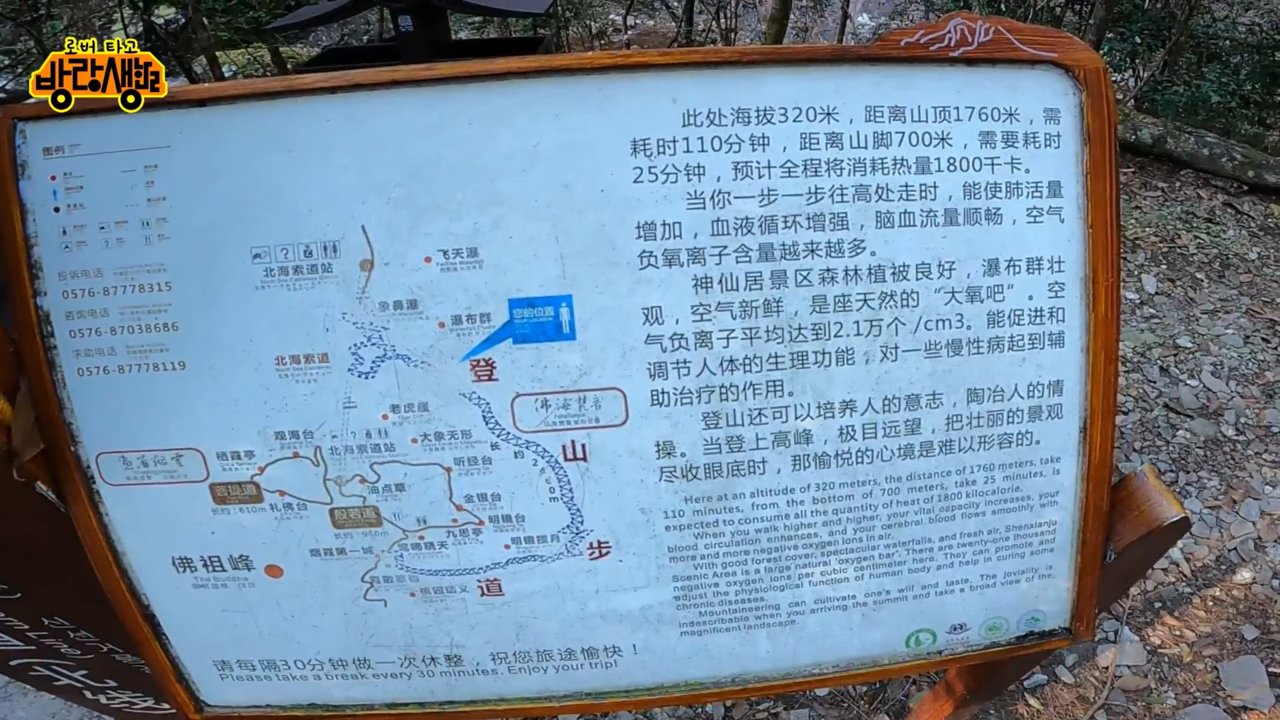 로버 타고
바람새로
图例
投诉电话
0576-87778315
咨询电话
0576-87038686
求助电话
0576-87778119
北海索道站
飞天瀑
象鼻瀑
瀑布群
您的位置
北海索道
登
老虎崖
佛海梵音
观海台
北海索道站
大象无形
山
长约220m
栖霞亭
听经台
菩提道
长约:610m
礼佛台
油点草
金银台
般若道
长约:960m
明镜台
九思亭
烟霞第一城
明镜揽月
步
佛祖峰
The Buddha
道
请每隔30分钟做一次休整，祝您旅途愉快！
Please take a break every 30 minutes. Enjoy your trip!
此处海拔320米，距离山顶1760米，需
耗时110分钟，距离山脚700米，需要耗时
25分钟，预计全程将消耗热量1800千卡。
当你一步一步往高处走时，能使肺活量
增加，血液循环增强，脑血流量顺畅，空气
负氧离子含量越来越多。
神仙居景区森林植被良好，瀑布群壮
观，空气新鲜，是座天然的“大氧吧”。空
气负离子平均达到2.1万个 /cm3。能促进和
调节人体的生理功能，对一些慢性病起到辅
助治疗的作用。
登山还可以培养人的意志，陶冶人的情
操。当登上高峰，极目远望，把壮丽的景观
尽收眼底时，那愉悦的心境是难以形容的。
Here at an altitude of 320 meters, the distance of 1760 meters, take
110 minutes, from the bottom of 700 meters, take 25 minutes, is
expected to consume all the quantity of heat of 1800 kilocalorie.
When you walk higher and higher, your vital capacity increases, your
blood circulation enhances, and your cerebral blood flows smoothly with
more and more negative oxygen ions in air.
With good forest cover, spectacular waterfalls, and fresh air, Shenxianju
Scenic Area is a large natural 'oxygen bar'. There are twenty-one thousand
negative oxygen ions per cubic centimeter here. They can promote and
adjust the physiological function of human body and help in curing some
chronic diseases.
Mountaineering can cultivate one's will and taste. The joviality is
indescribable when you arriving the summit and take a broad view of the
magnificent landscape.